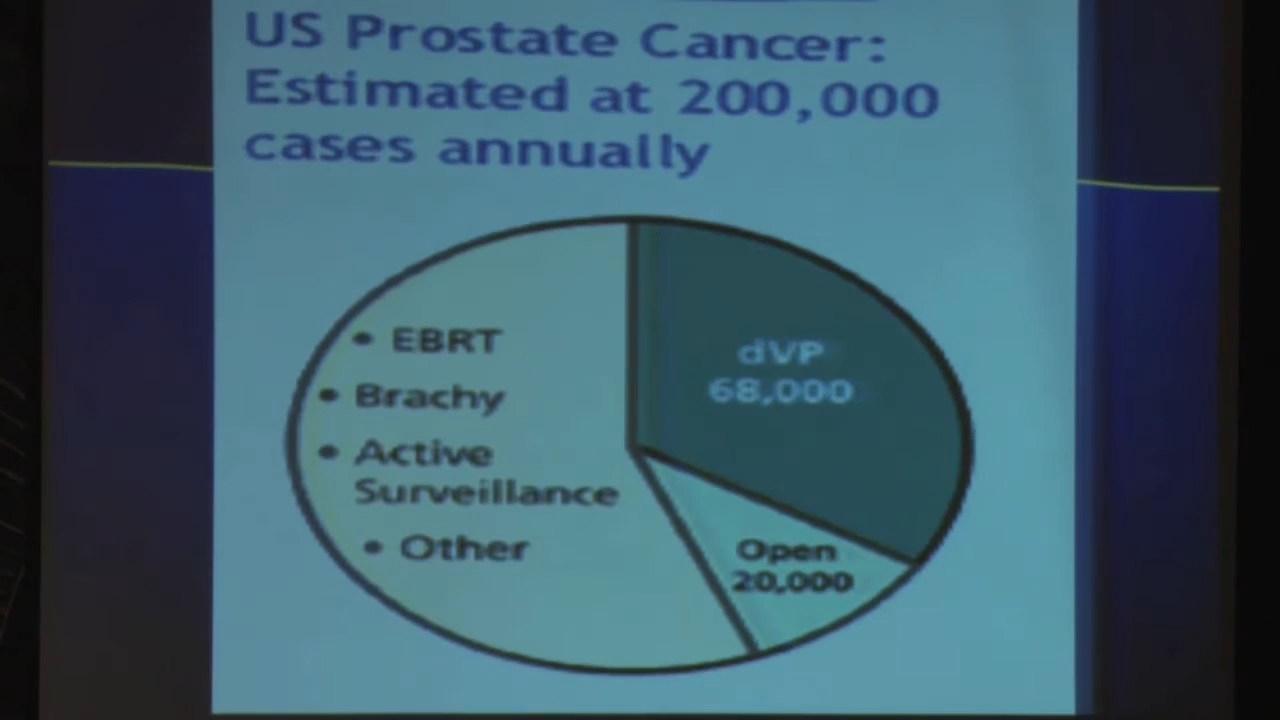 US Prostate Cancer:
Estimated at 200,000
cases annually
• EBRT
• Brachy
• Active
Surveillance
• Other
dVP
68,000
Open
20,000